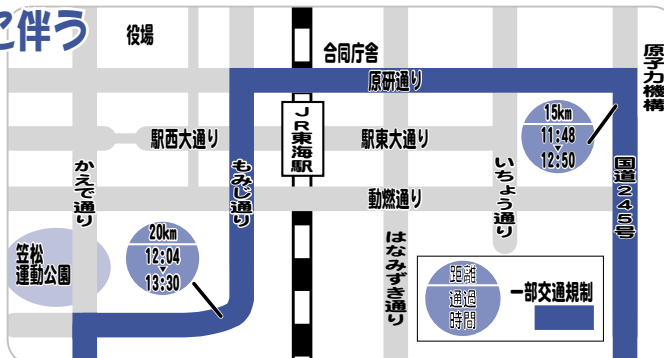 に伴う
役場
合同庁舎
原子力機構
原研通り
15km
11:48
12:50
JR東海駅
駅西大通り
駅東大通り
かえで通り
もみじ通り
いちょう通り
国道245号
動燃通り
20km
12:04
13:30
笠松
運動公園
はなみずき通り
距離
通過
時間
一部交通規制